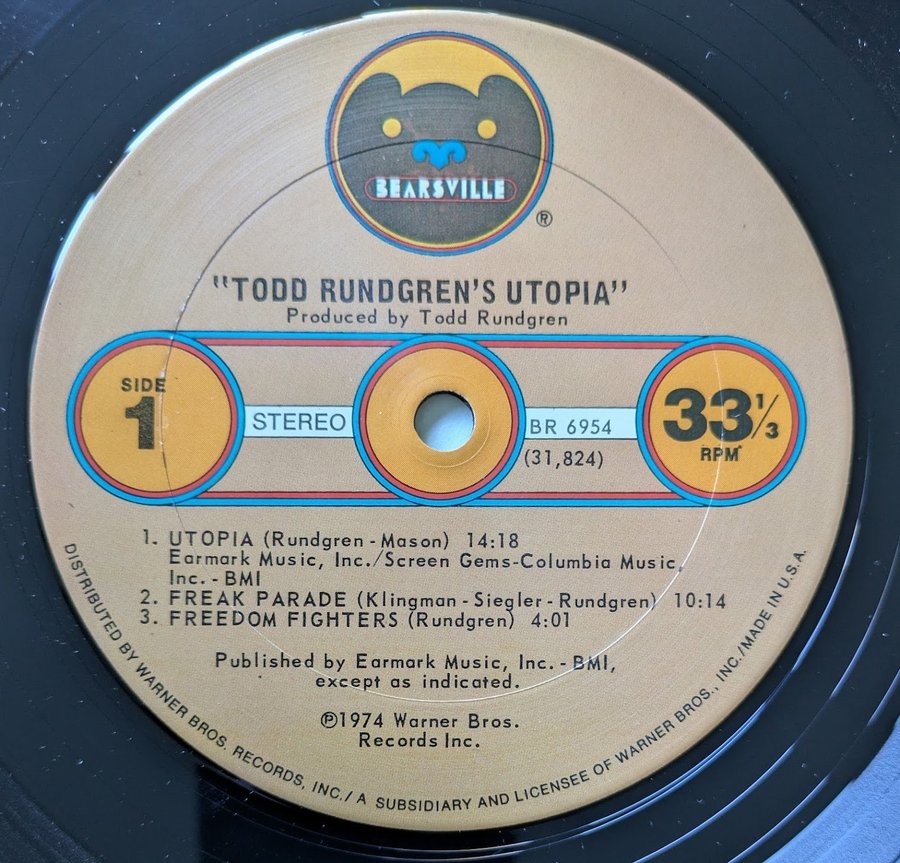 BEARSVILLE
®
"TODD RUNDGREN'S UTOPIA"
Produced by Todd Rundgren
SIDE
1
STEREO
BR 6954
(31,824)
33 1/3
RPM
1. UTOPIA (Rundgren-Mason) 14:18
Earmark Music, Inc./Screen Gems-Columbia Music,
Inc.-BMI
2. FREAK PARADE (Klingman-Siegler-Rundgren) 10:14
3. FREEDOM FIGHTERS (Rundgren) 4:01
Published by Earmark Music, Inc.-BMI,
except as indicated.
℗1974 Warner Bros.
Records Inc.
DISTRIBUTED BY WARNER BROS. RECORDS, INC./A SUBSIDIARY AND LICENSEE OF WARNER BROS., INC./MADE IN U.S.A.